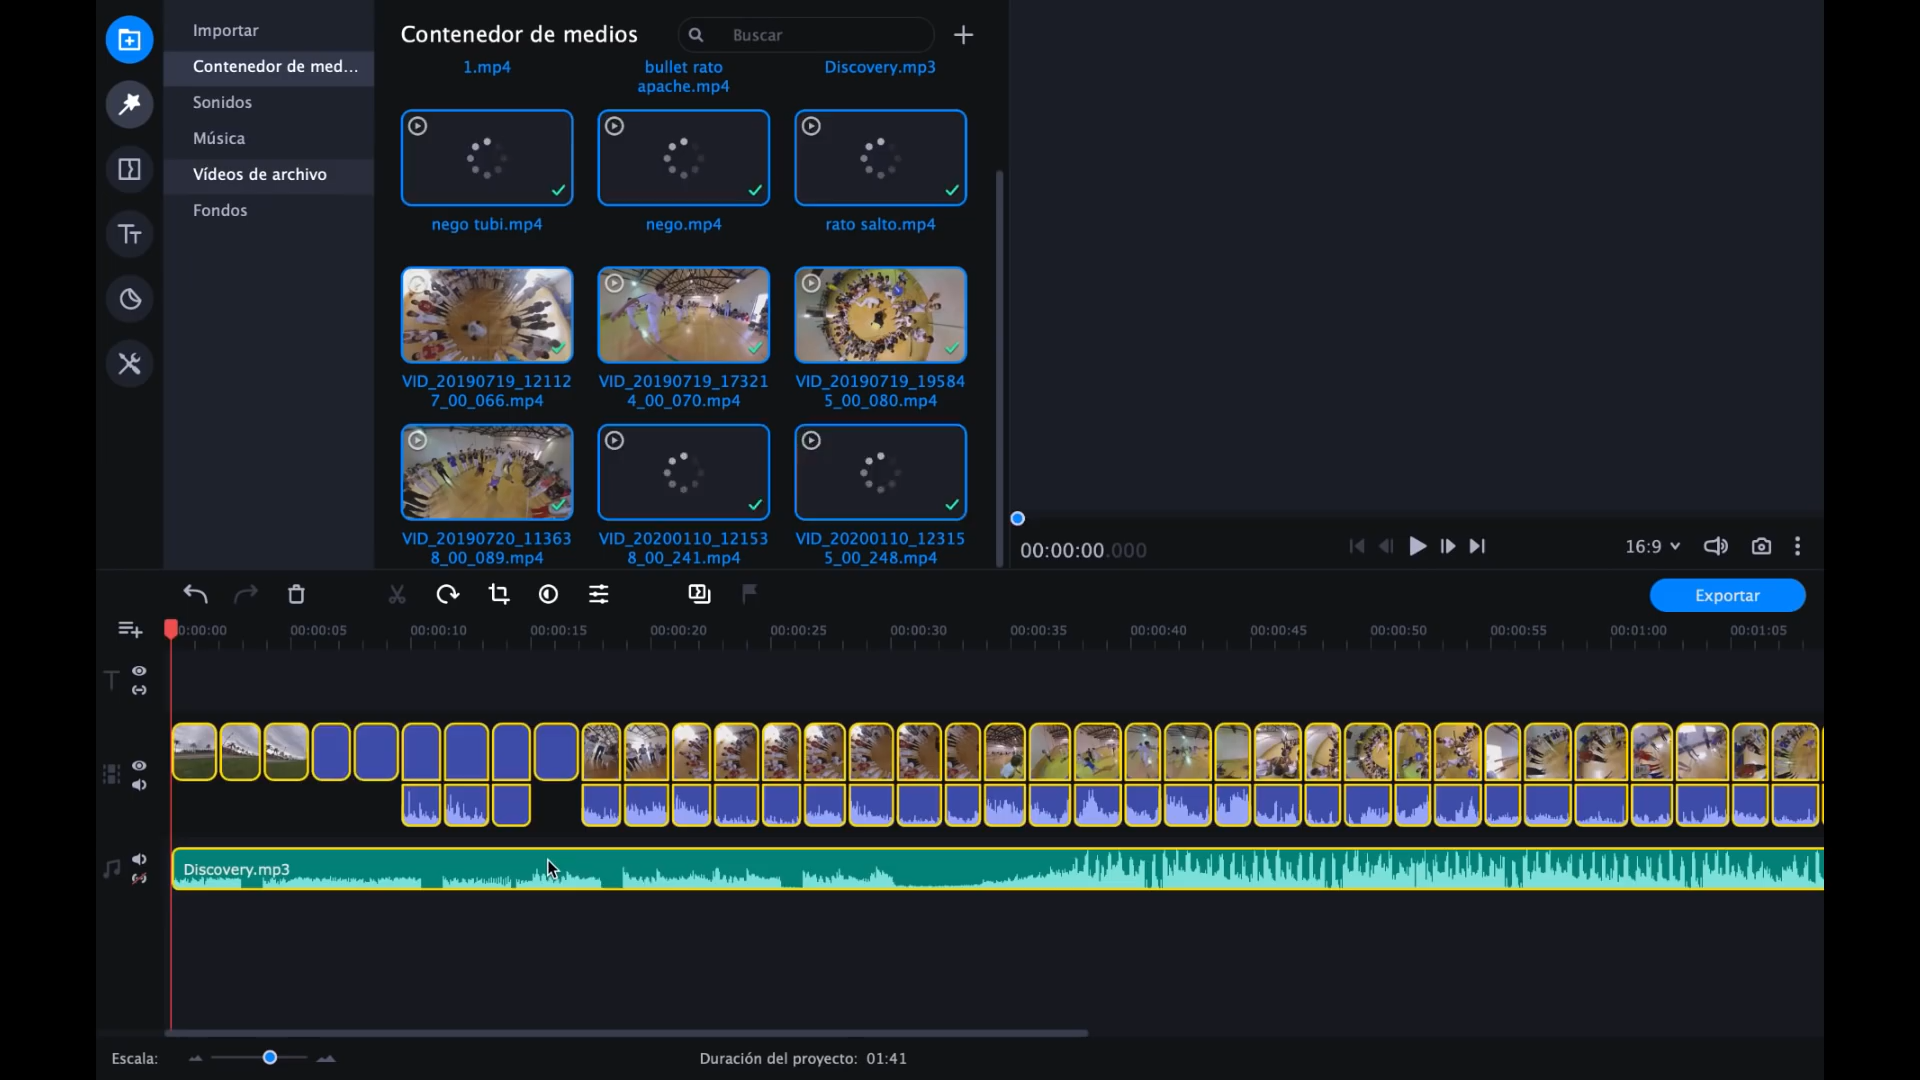 Importar
Contenedor de med...
Sonidos
Música
Vídeos de archivo
Fondos
Contenedor de medios
Buscar
1.mp4
bullet rato
apache.mp4
Discovery.mp3
nego tubi.mp4
nego.mp4
rato salto.mp4
VID_20190719_12112
7_00_066.mp4
VID_20190719_17321
4_00_070.mp4
VID_20190719_19584
5_00_080.mp4
VID_20190720_11363
8_00_089.mp4
VID_20200110_12153
8_00_241.mp4
VID_20200110_12315
5_00_248.mp4
00:00:00.000
16:9
Exportar
0:00:00
00:00:05
00:00:10
00:00:15
00:00:20
00:00:25
00:00:30
00:00:35
00:00:40
00:00:45
00:00:50
00:00:55
00:01:00
00:01:05
Discovery.mp3
Escala:
Duración del proyecto: 01:41